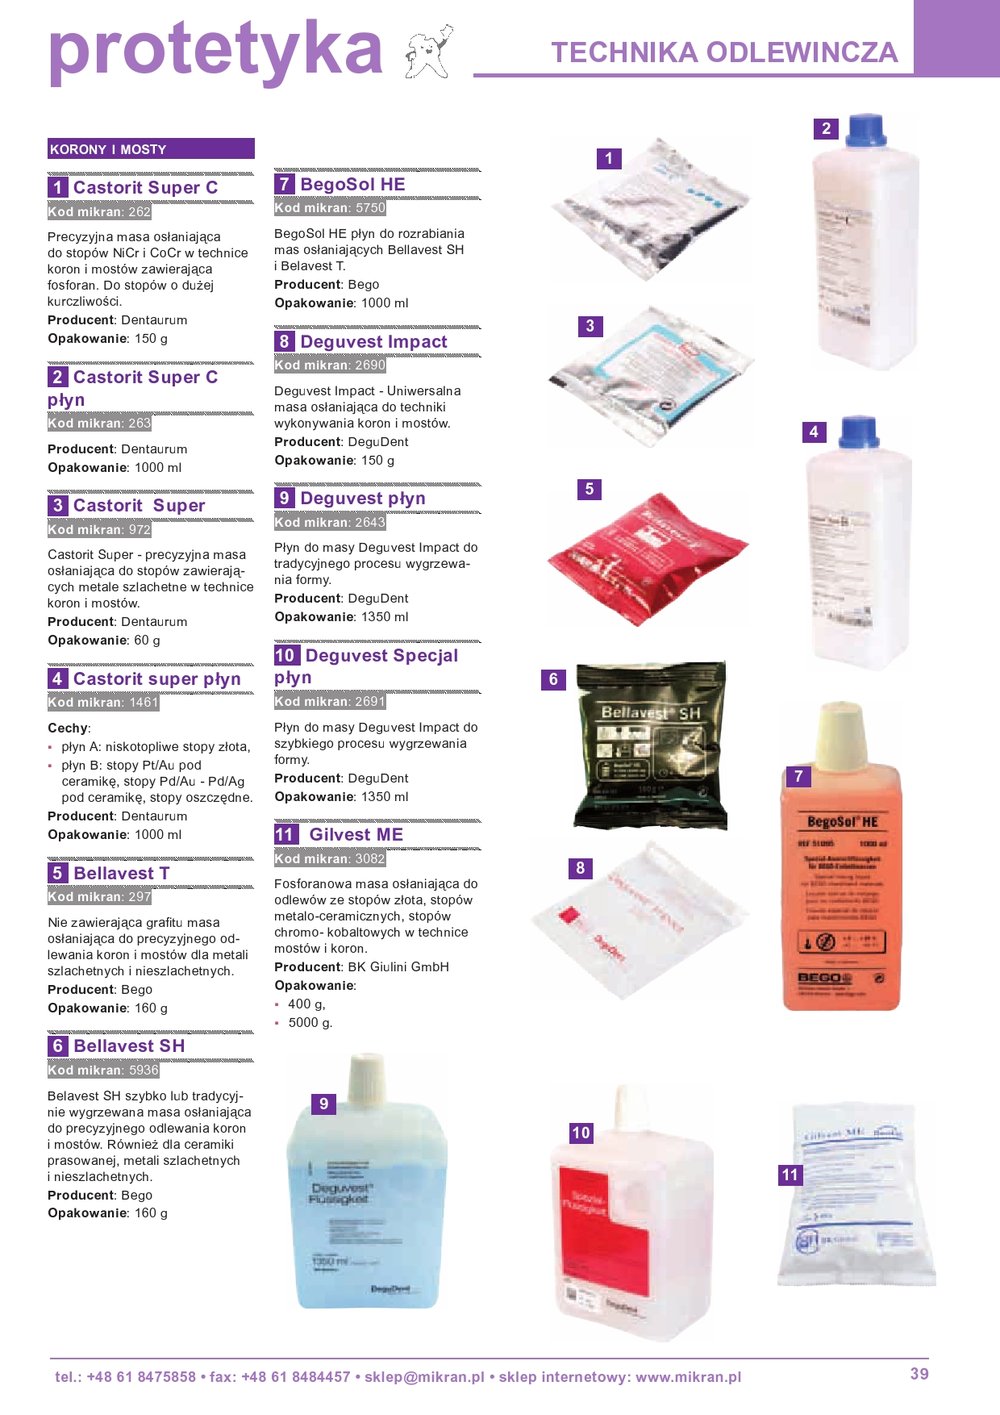 protetyka
TECHNIKA ODLEWINCZA
KORONY I MOSTY
1 Castorit Super C
Kod mikran: 262
Precyzyjna masa osłaniająca
do stopów NiCr i CoCr w technice
koron i mostów zawierająca
fosforan. Do stopów o dużej
kurczliwości.
Producent: Dentaurum
Opakowanie: 150 g
2 Castorit Super C
płyn
Kod mikran: 263
Producent: Dentaurum
Opakowanie: 1000 ml
3 Castorit Super
Kod mikran: 972
Castorit Super - precyzyjna masa
osłaniająca do stopów zawierają-
cych metale szlachetne w technice
koron i mostów.
Producent: Dentaurum
Opakowanie: 60 g
4 Castorit super płyn
Kod mikran: 1461
Cechy:
▪ płyn A: niskotopliwe stopy złota,
▪ płyn B: stopy Pt/Au pod
ceramikę, stopy Pd/Au - Pd/Ag
pod ceramikę, stopy oszczędne.
Producent: Dentaurum
Opakowanie: 1000 ml
5 Bellavest T
Kod mikran: 297
Nie zawierająca grafitu masa
osłaniająca do precyzyjnego od-
lewania koron i mostów dla metali
szlachetnych i nieszlachetnych.
Producent: Bego
Opakowanie: 160 g
6 Bellavest SH
Kod mikran: 5936
Belavest SH szybko lub tradycyj-
nie wygrzewana masa osłaniająca
do precyzyjnego odlewania koron
i mostów. Również dla ceramiki
prasowanej, metali szlachetnych
i nieszlachetnych.
Producent: Bego
Opakowanie: 160 g
7 BegoSol HE
Kod mikran: 5750
BegoSol HE płyn do rozrabiania
mas osłaniających Bellavest SH
i Belavest T.
Producent: Bego
Opakowanie: 1000 ml
8 Deguvest Impact
Kod mikran: 2690
Deguvest Impact - Uniwersalna
masa osłaniająca do techniki
wykonywania koron i mostów.
Producent: DeguDent
Opakowanie: 150 g
9 Deguvest płyn
Kod mikran: 2643
Płyn do masy Deguvest Impact do
tradycyjnego procesu wygrzewa-
nia formy.
Producent: DeguDent
Opakowanie: 1350 ml
10 Deguvest Specjal
płyn
Kod mikran: 2691
Płyn do masy Deguvest Impact do
szybkiego procesu wygrzewania
formy.
Producent: DeguDent
Opakowanie: 1350 ml
11 Gilvest ME
Kod mikran: 3082
Fosforanowa masa osłaniająca do
odlewów ze stopów złota, stopów
metalo-ceramicznych, stopów
chromo- kobaltowych w technice
mostów i koron.
Producent: BK Giulini GmbH
Opakowanie:
▪ 400 g,
▪ 5000 g.
1
2
3
4
5
6
Bellavest® SH
7
BegoSol® HE
1000 ml
BEGO
8
9
Deguvest®
Flüssigkeit
1350 ml
DeguDent
10
Spezial-
Flüssigkeit
DeguDent
11
Gilvest ME
tel.: +48 61 8475858 • fax: +48 61 8484457 • sklep@mikran.pl • sklep internetowy: www.mikran.pl
39